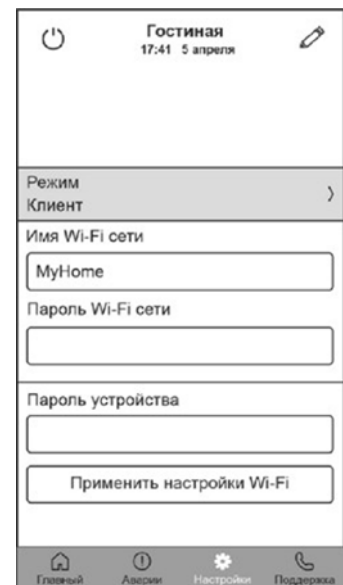 Гостиная
17:41 5 апреля
Режим
Клиент
Имя Wi-Fi сети
MyHome
Пароль Wi-Fi сети
Пароль устройства
Применить настройки Wi-Fi
Главный Аварии Настройки Поддержка